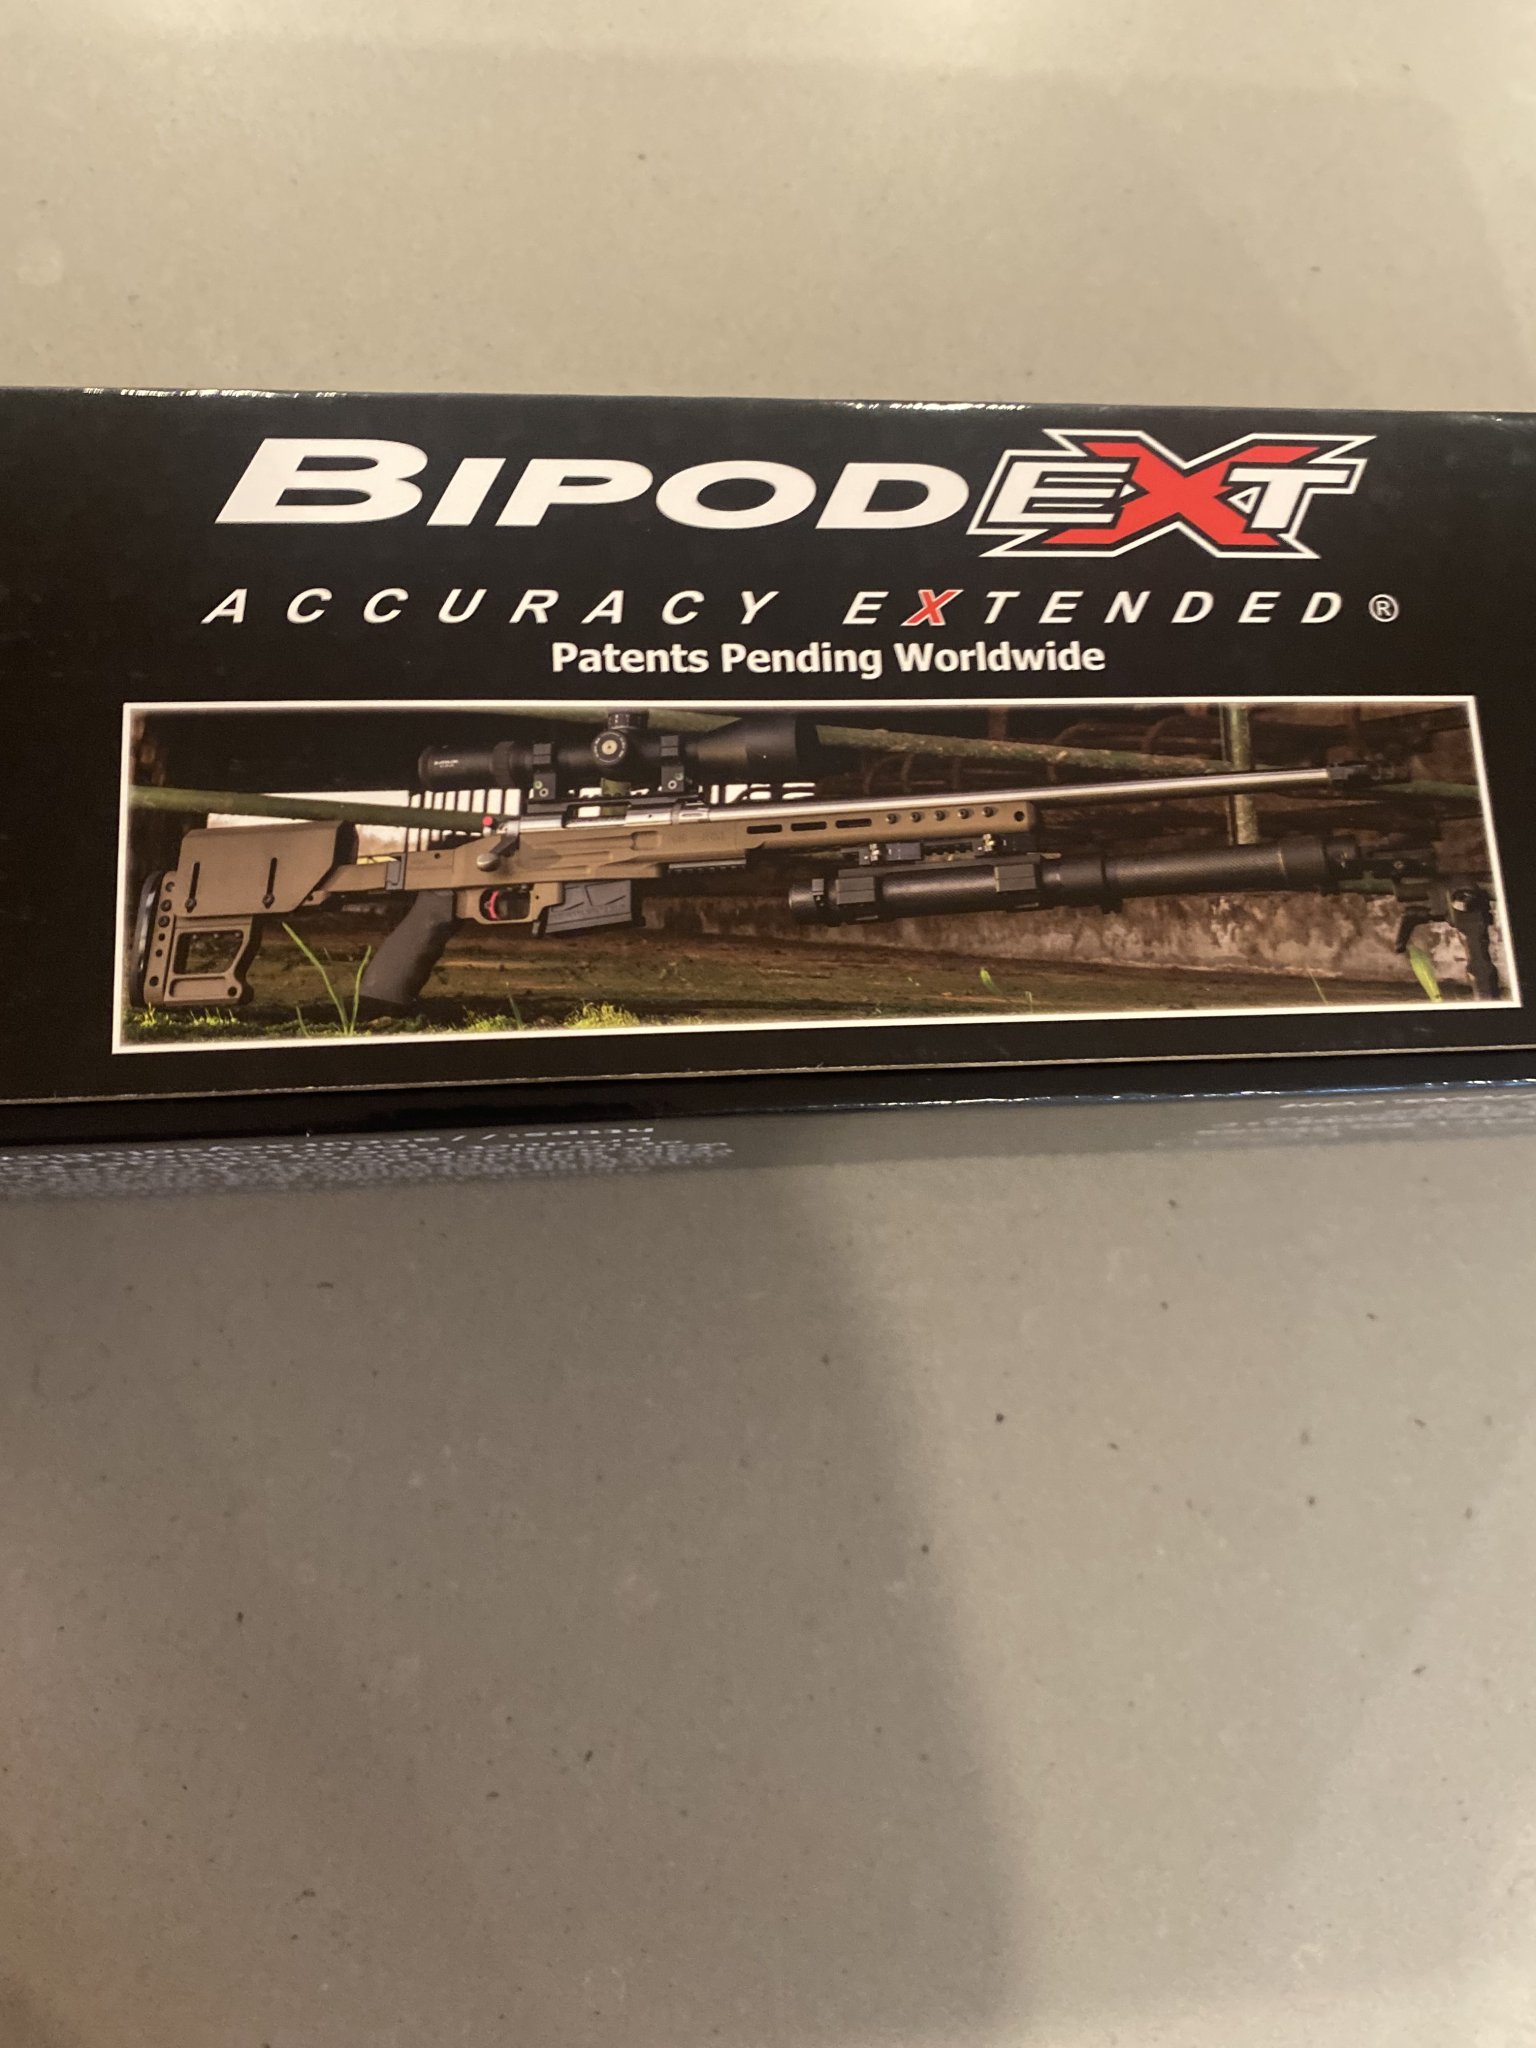 BIPODEXT
ACCURACY EXTENDED®
Patents Pending Worldwide